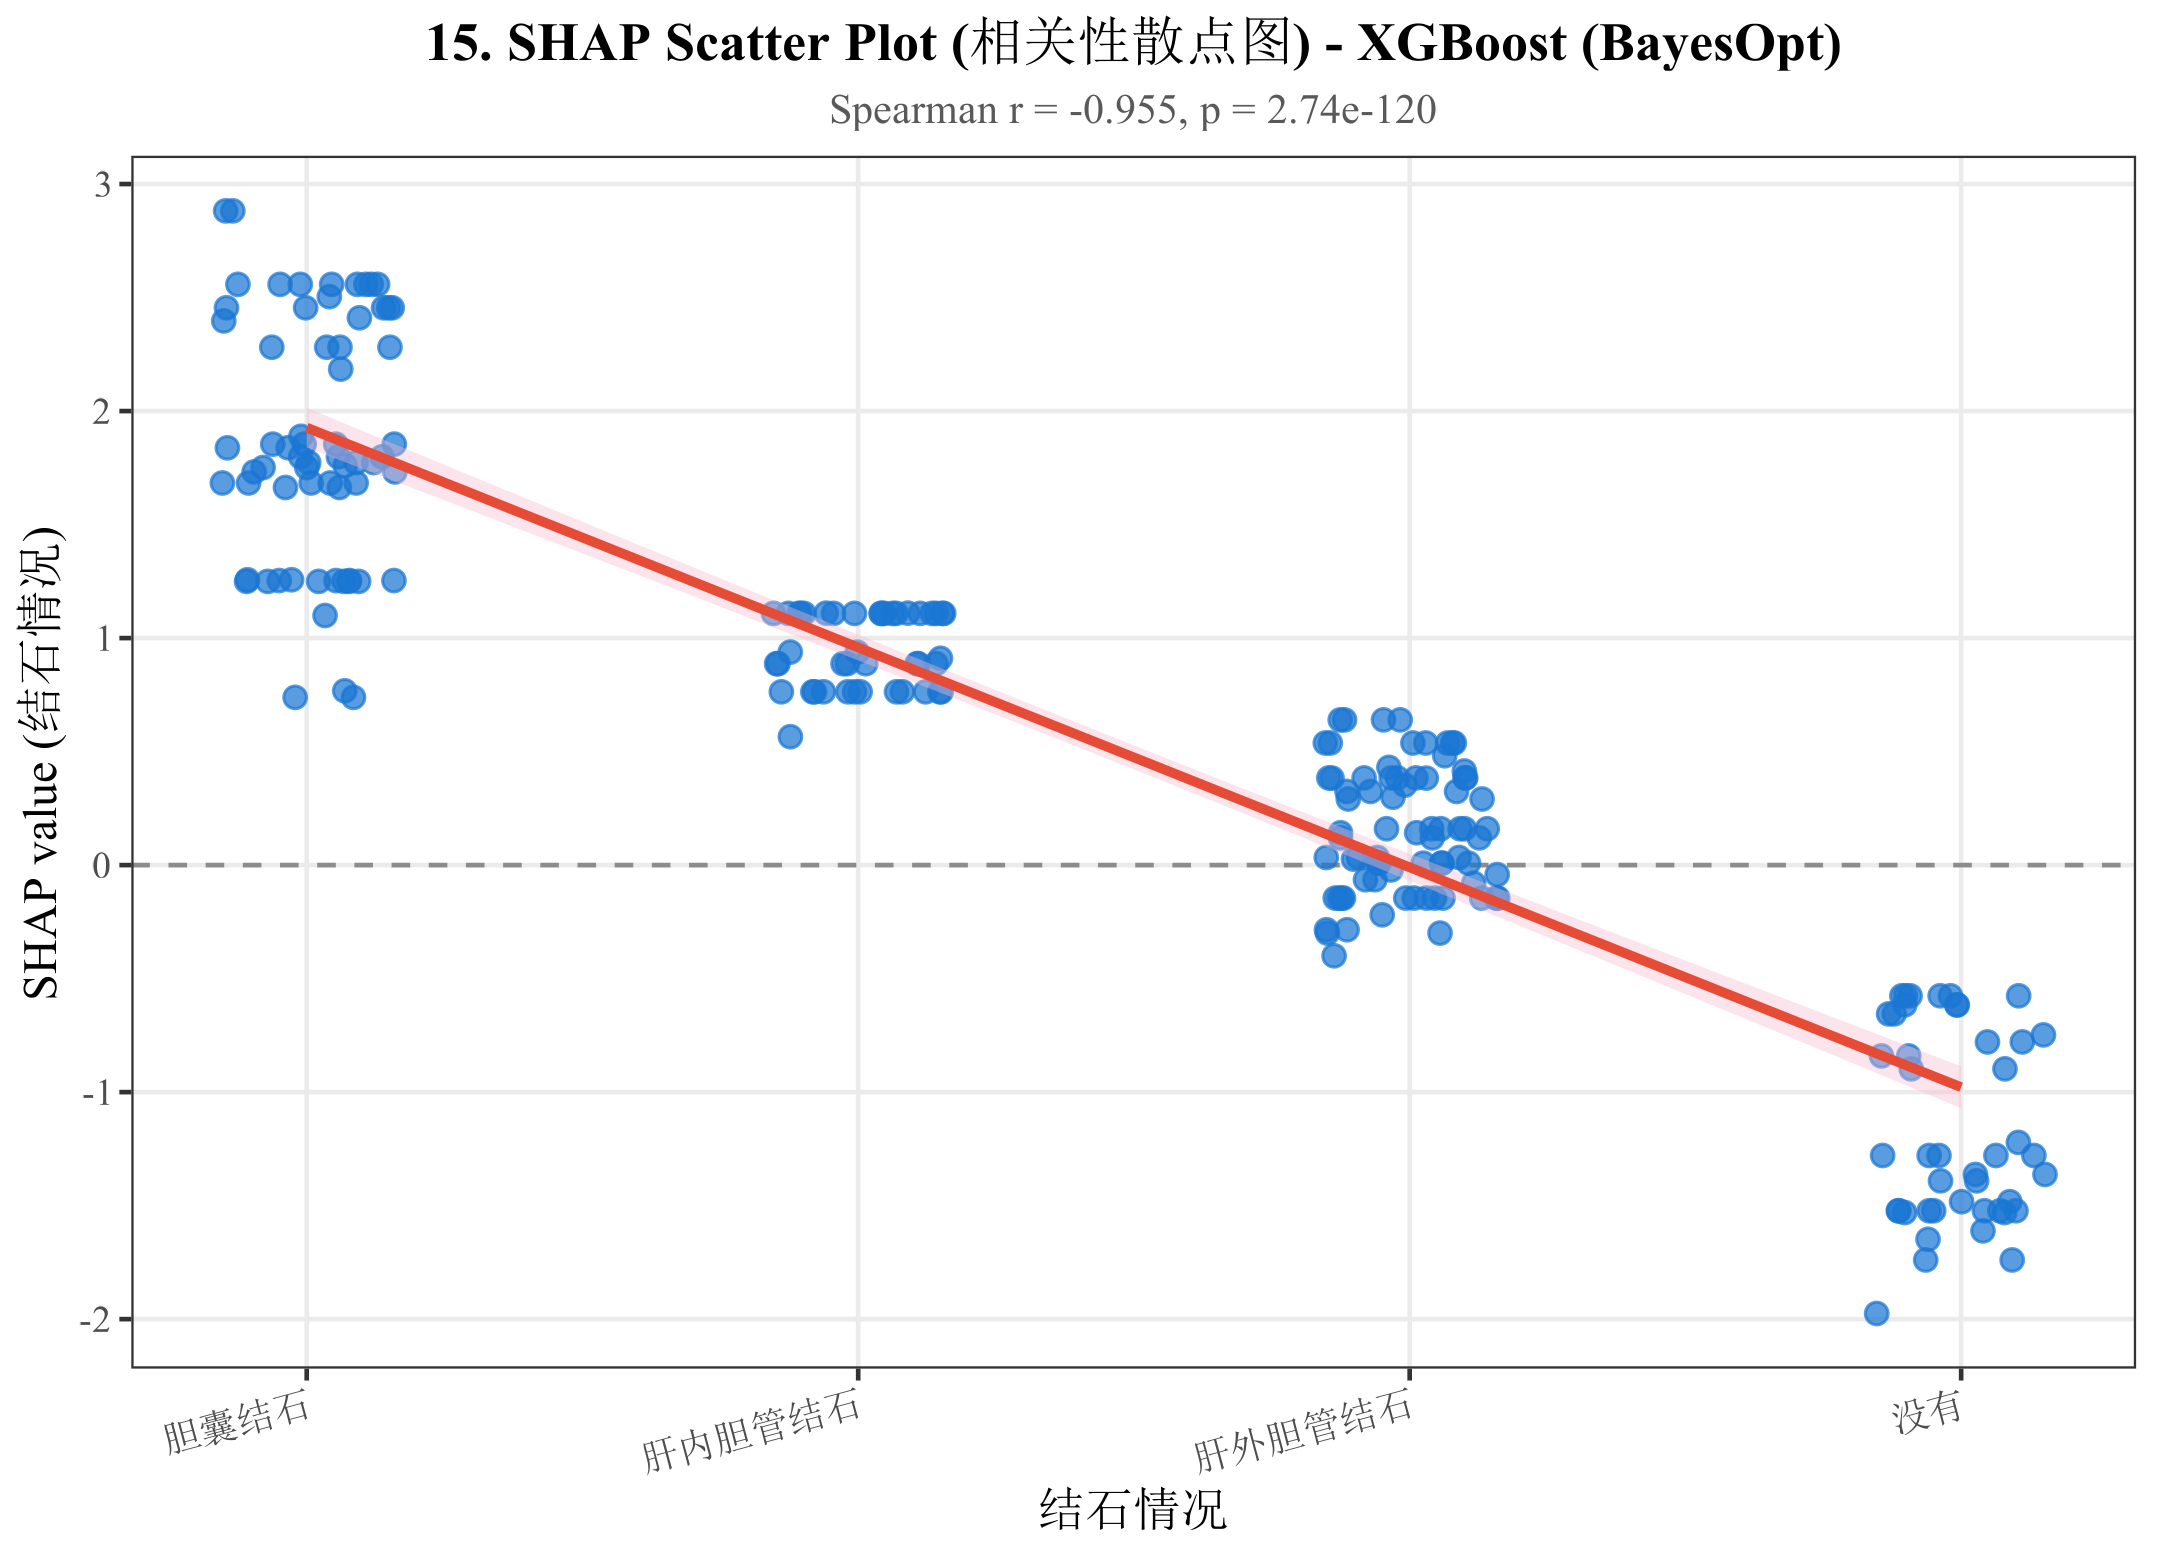 15. SHAP Scatter Plot (相关性散点图) - XGBoost (BayesOpt)
Spearman r = -0.955, p = 2.74e-120
SHAP value (结石情况)
3
2
1
0
-1
-2
胆囊结石
肝内胆管结石
肝外胆管结石
没有
结石情况